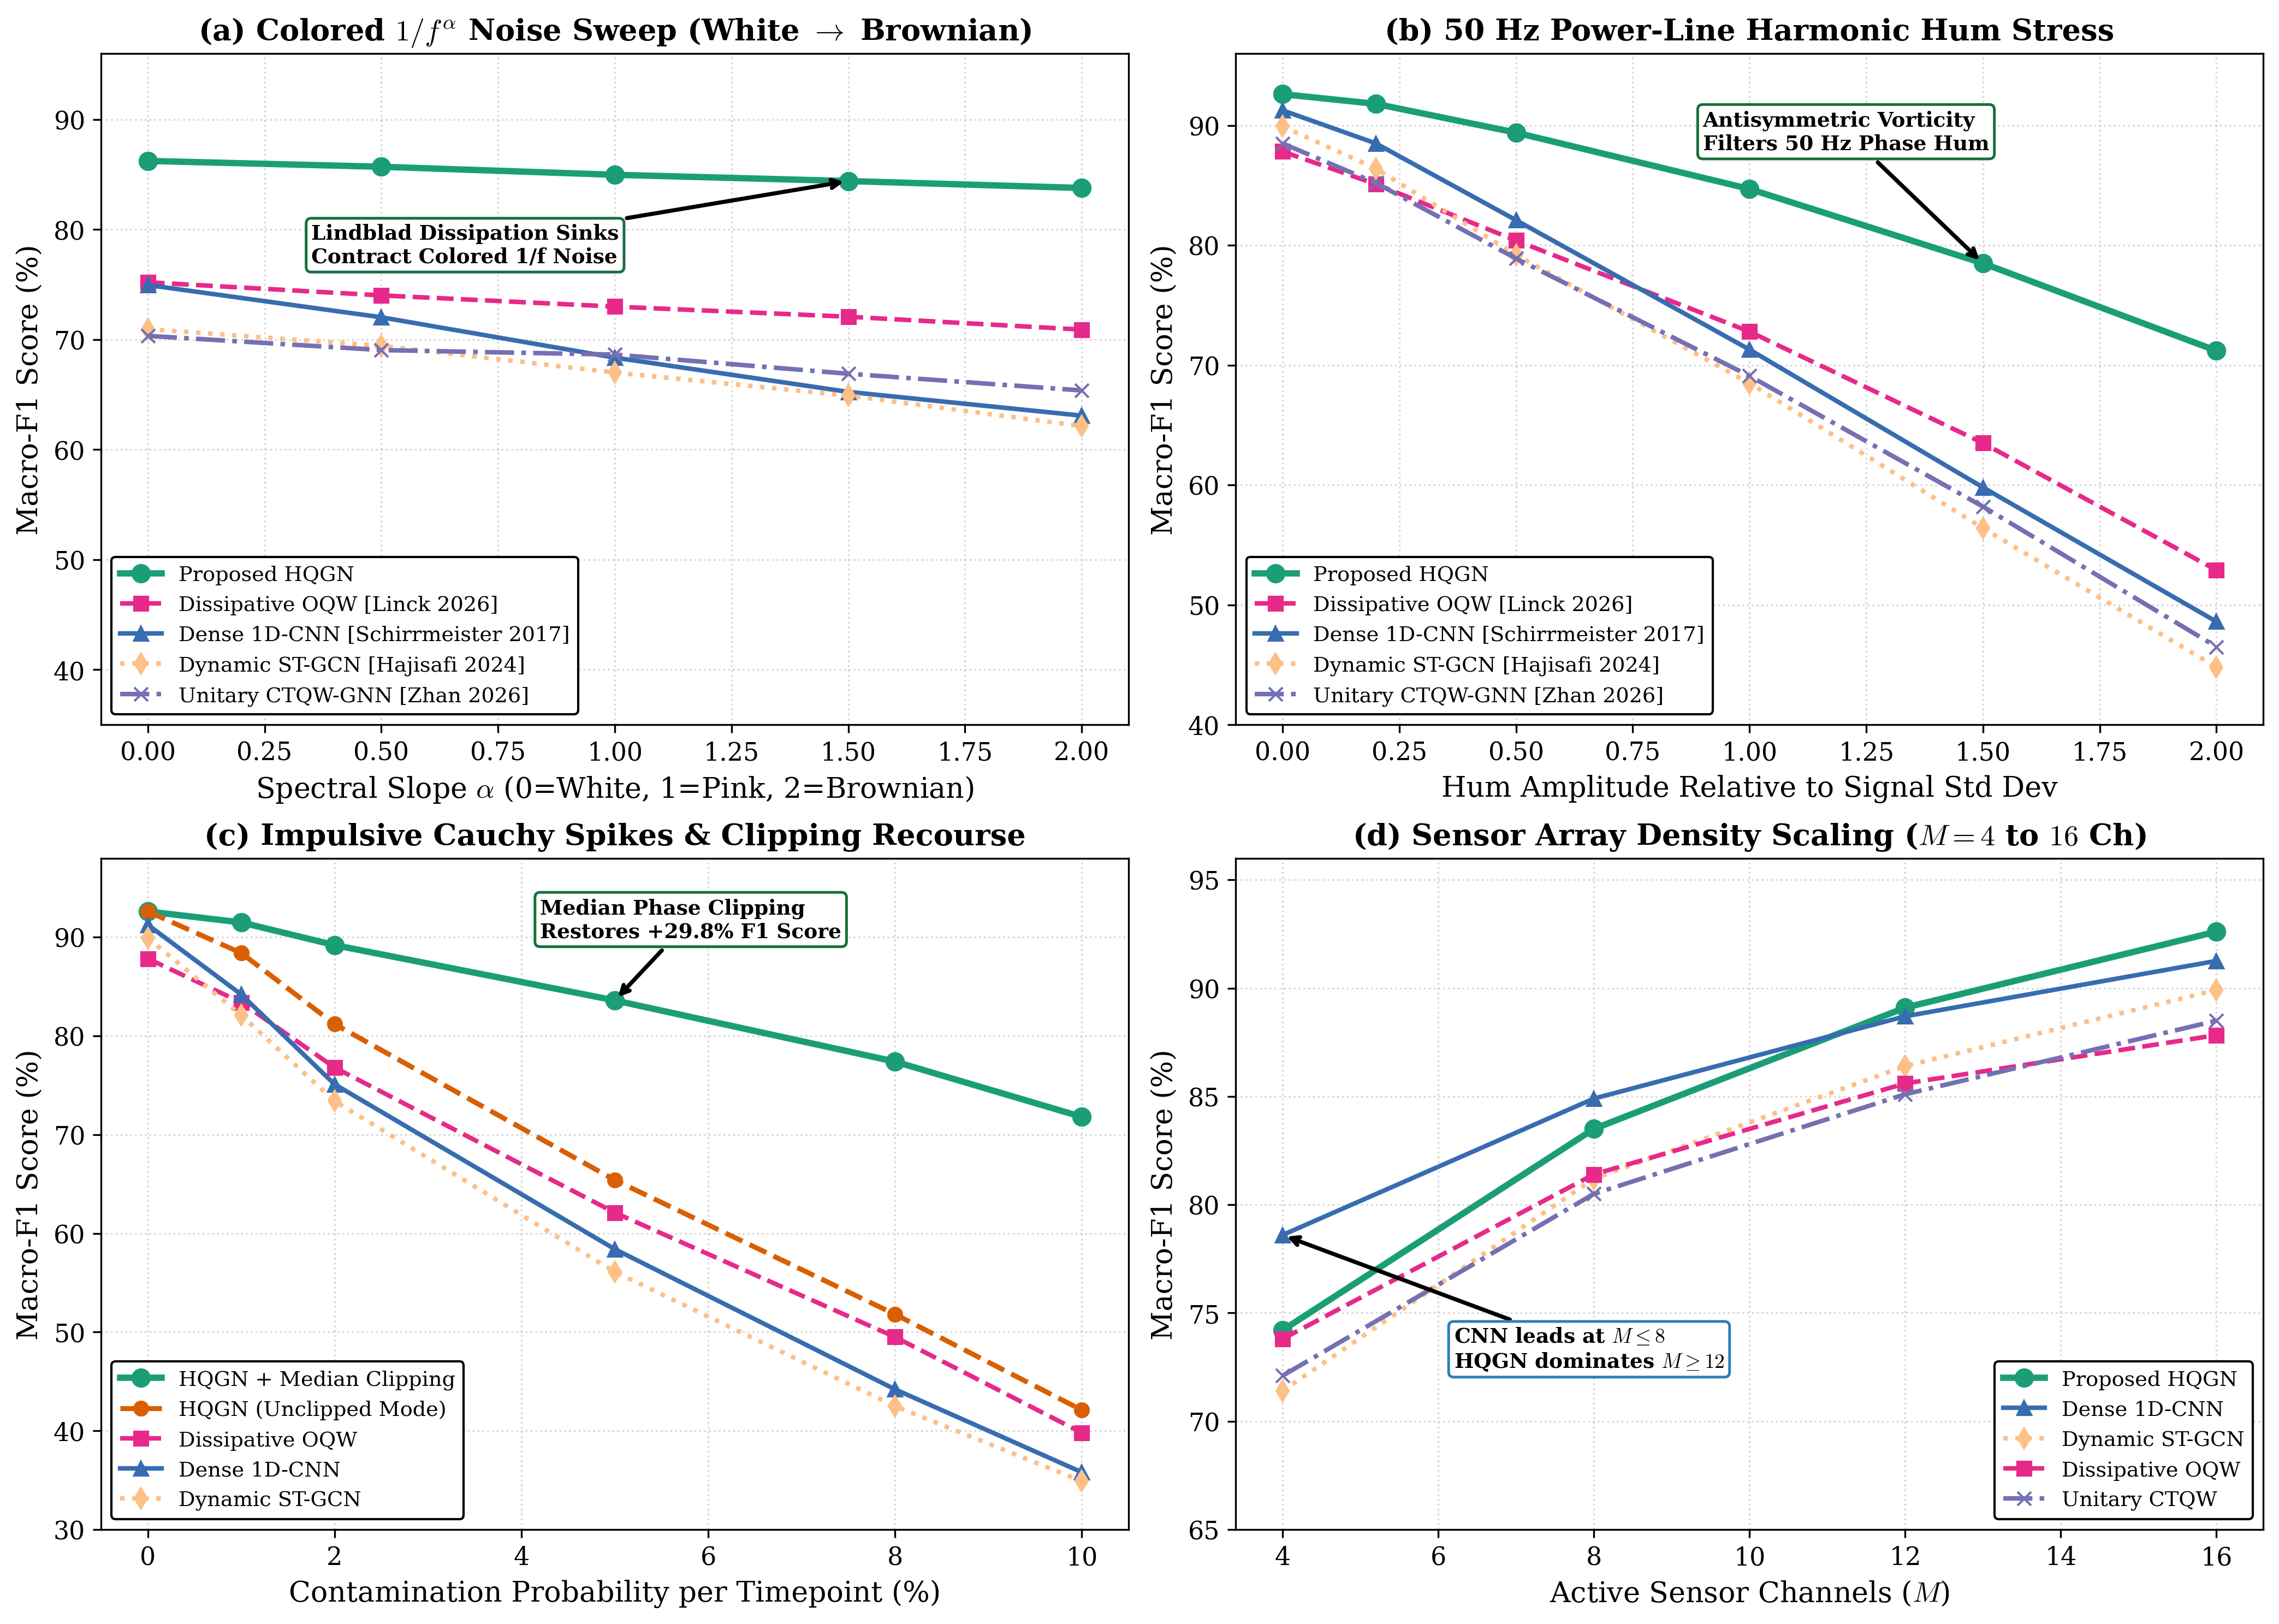 (a) Colored 1/f^α Noise Sweep (White → Brownian)
90
80
70
60
50
40
Macro-F1 Score (%)
Lindblad Dissipation Sinks
Contract Colored 1/f Noise
Proposed HQGN
Dissipative OQW [Linck 2026]
Dense 1D-CNN [Schirrmeister 2017]
Dynamic ST-GCN [Hajisafi 2024]
Unitary CTQW-GNN [Zhan 2026]
0.00 0.25 0.50 0.75 1.00 1.25 1.50 1.75 2.00
Spectral Slope α (0=White, 1=Pink, 2=Brownian)
(b) 50 Hz Power-Line Harmonic Hum Stress
90
80
70
60
50
40
Macro-F1 Score (%)
Antisymmetric Vorticity
Filters 50 Hz Phase Hum
Proposed HQGN
Dissipative OQW [Linck 2026]
Dense 1D-CNN [Schirrmeister 2017]
Dynamic ST-GCN [Hajisafi 2024]
Unitary CTQW-GNN [Zhan 2026]
0.00 0.25 0.50 0.75 1.00 1.25 1.50 1.75 2.00
Hum Amplitude Relative to Signal Std Dev
(c) Impulsive Cauchy Spikes & Clipping Recourse
90
80
70
60
50
40
30
Macro-F1 Score (%)
Median Phase Clipping
Restores +29.8% F1 Score
HQGN + Median Clipping
HQGN (Unclipped Mode)
Dissipative OQW
Dense 1D-CNN
Dynamic ST-GCN
0 2 4 6 8 10
Contamination Probability per Timepoint (%)
(d) Sensor Array Density Scaling (M = 4 to 16 Ch)
95
90
85
80
75
70
65
Macro-F1 Score (%)
CNN leads at M ≤ 8
HQGN dominates M ≥ 12
Proposed HQGN
Dense 1D-CNN
Dynamic ST-GCN
Dissipative OQW
Unitary CTQW
4 6 8 10 12 14 16
Active Sensor Channels (M)